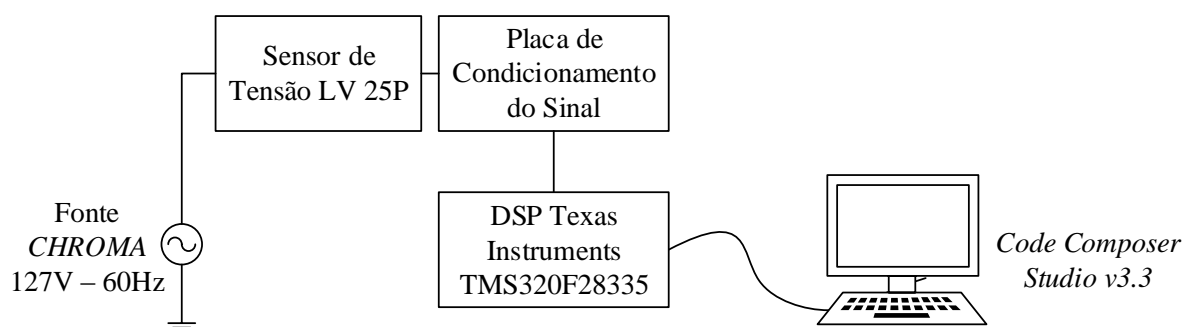 Sensor de
Tensão LV 25P
Placa de
Condicionamento
do Sinal
Fonte
CHROMA
127V – 60Hz
DSP Texas
Instruments
TMS320F28335
Code Composer
Studio v3.3